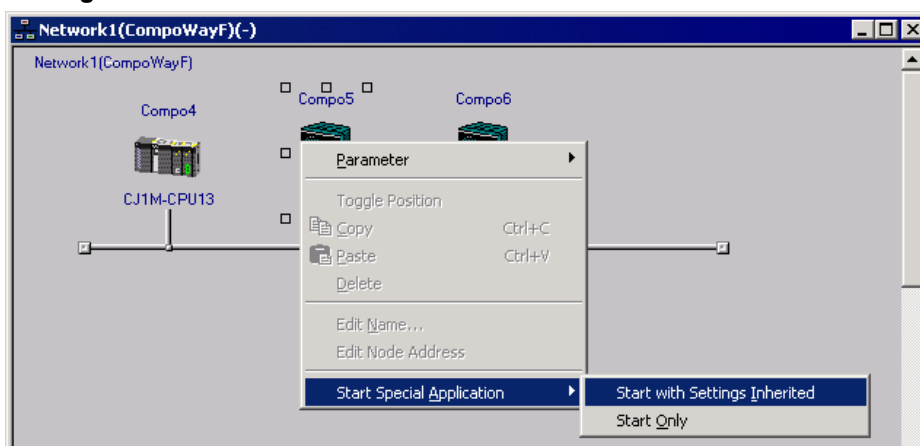 Network1(CompoWayF)(-)
Network1(CompoWayF)
Compo4
Compo5
Compo6
CJ1M-CPU13
Parameter
Toggle Position
Copy Ctrl+C
Paste Ctrl+V
Delete
Edit Name...
Edit Node Address
Start Special Application
Start with Settings Inherited
Start Only